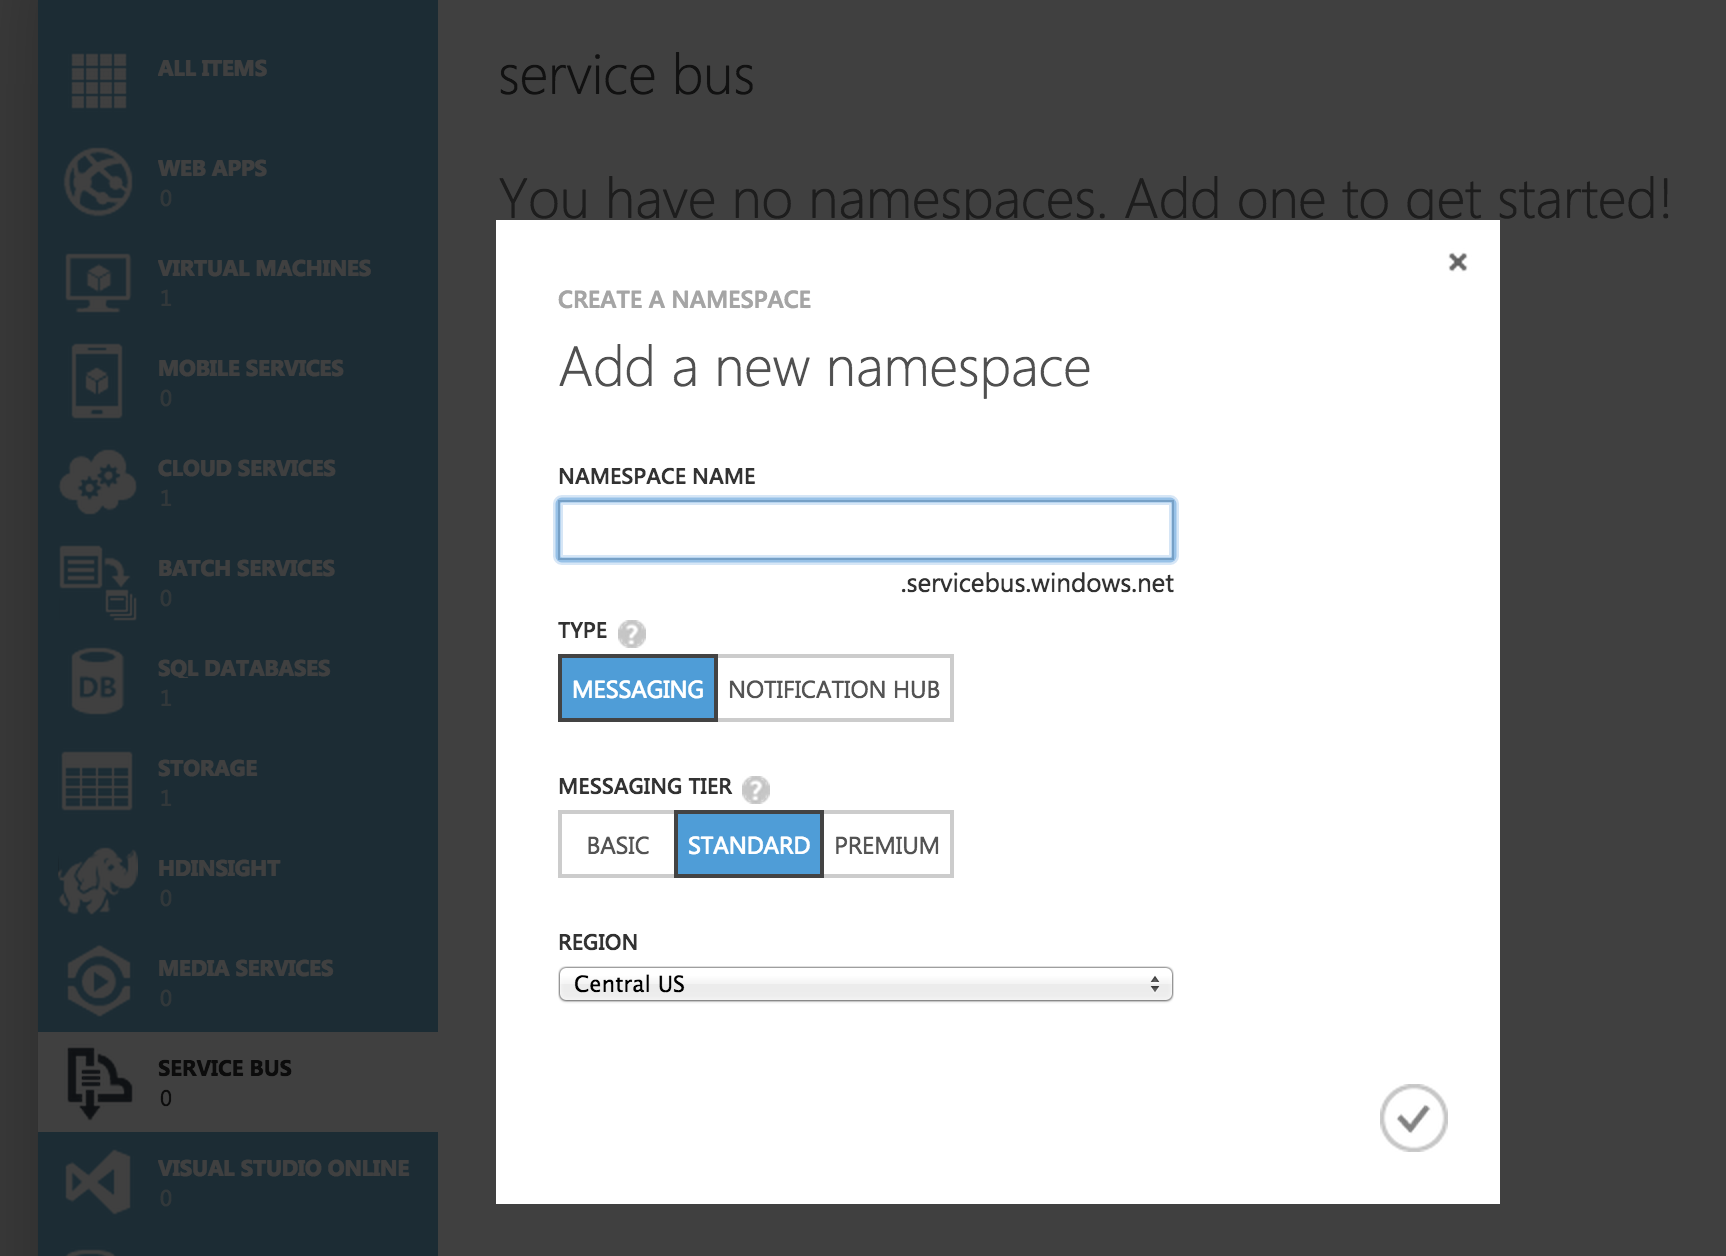 ALL ITEMS
WEB APPS
0
VIRTUAL MACHINES
1
MOBILE SERVICES
0
CLOUD SERVICES
1
BATCH SERVICES
0
SQL DATABASES
DB
1
STORAGE
1
HDINSIGHT
0
MEDIA SERVICES
0
SERVICE BUS
0
VISUAL STUDIO ONLINE
0
service bus
You have no namespaces. Add one to get started!
CREATE A NAMESPACE
Add a new namespace
NAMESPACE NAME
.servicebus.windows.net
TYPE ?
MESSAGING NOTIFICATION HUB
MESSAGING TIER ?
BASIC STANDARD PREMIUM
REGION
Central US